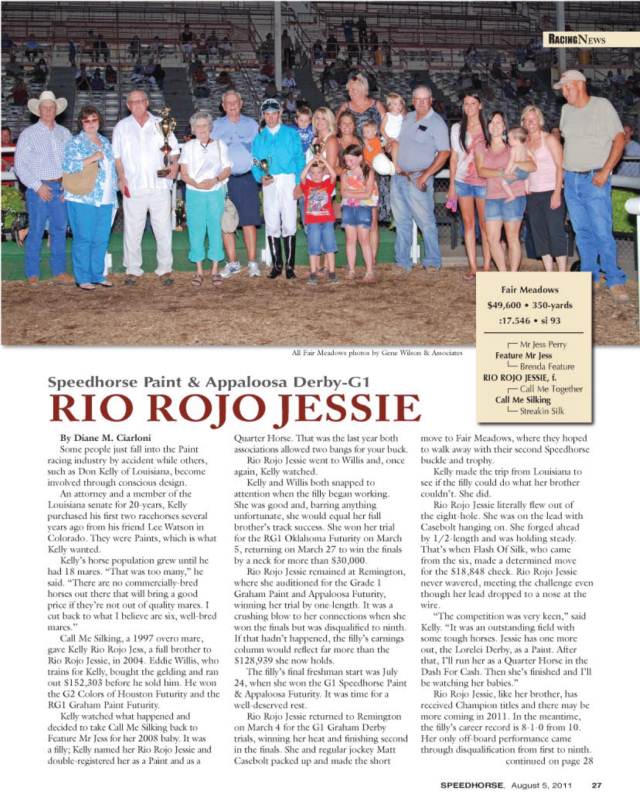 RACINGNEWS
Fair Meadows
$49,600 • 350-yards
:17.546 • si 93
Mr Jess Perry
Feature Mr Jess
Brenda Feature
RIO ROJO JESSIE, f.
Call Me Together
Call Me Silking
Streakin Silk
All Fair Meadows photos by Gene Wilson & Associates
Speedhorse Paint & Appaloosa Derby-G1
RIO ROJO JESSIE
By Diane M. Ciarloni
Some people just fall into the Paint
racing industry by accident while others,
such as Don Kelly of Louisiana, become
involved through conscious design.
An attorney and a member of the
Louisiana senate for 20-years, Kelly
purchased his first two racehorses several
years ago from his friend Lee Watson in
Colorado. They were Paints, which is what
Kelly wanted.
Kelly's horse population grew until he
had 18 mares. "That was too many," he
said. "There are no commercially-bred
horses out there that will bring a good
price if they're not out of quality mares. I
cut back to what I believe are six, well-bred
mares."
Call Me Silking, a 1997 overo mare,
gave Kelly Rio Rojo Jess, a full brother to
Rio Rojo Jessie, in 2004. Eddie Willis, who
trains for Kelly, bought the gelding and ran
out $152,303 before he sold him. He won
the G2 Colors of Houston Futurity and the
RG1 Graham Paint Futurity.
Kelly watched what happened and
decided to take Call Me Silking back to
Feature Mr Jess for her 2008 baby. It was
a filly; Kelly named her Rio Rojo Jessie and
double-registered her as a Paint and as a
Quarter Horse. That was the last year both
associations allowed two bangs for your buck.
Rio Rojo Jessie went to Willis and, once
again, Kelly watched.
Kelly and Willis both snapped to
attention when the filly began working.
She was good and, barring anything
unfortunate, she would equal her full
brother's track success. She won her trial
for the RG1 Oklahoma Futurity on March
5, returning on March 27 to win the finals
by a neck for more than $30,000.
Rio Rojo Jessie remained at Remington,
where she auditioned for the Grade 1
Graham Paint and Appaloosa Futurity,
winning her trial by one-length. It was a
crushing blow to her connections when she
won the finals but was disqualified to ninth.
If that hadn't happened, the filly's earnings
column would reflect far more than the
$128,939 she now holds.
The filly's final freshman start was July
24, when she won the G1 Speedhorse Paint
& Appaloosa Futurity. It was time for a
well-deserved rest.
Rio Rojo Jessie returned to Remington
on March 4 for the G1 Graham Derby
trials, winning her heat and finishing second
in the finals. She and regular jockey Matt
Casebolt packed up and made the short
move to Fair Meadows, where they hoped
to walk away with their second Speedhorse
buckle and trophy.
Kelly made the trip from Louisiana to
see if the filly could do what her brother
couldn't. She did.
Rio Rojo Jessie literally flew out of
the eight-hole. She was on the lead with
Casebolt hanging on. She forged ahead
by 1/2-length and was holding steady.
That's when Flash Of Silk, who came
from the six, made a determined move
for the $18,848 check. Rio Rojo Jessie
never wavered, meeting the challenge even
though her lead dropped to a nose at the
wire.
"The competition was very keen," said
Kelly. "It was an outstanding field with
some tough horses. Jessie has one more
out, the Lorelei Derby, as a Paint. After
that, I'll run her as a Quarter Horse in the
Dash For Cash. Then she's finished and I'll
be watching her babies."
Rio Rojo Jessie, like her brother, has
received Champion titles and there may be
more coming in 2011. In the meantime,
the filly's career record is 8-1-0 from 10.
Her only off-board performance came
through disqualification from first to ninth.
continued on page 28
SPEEDHORSE, August 5, 2011 27